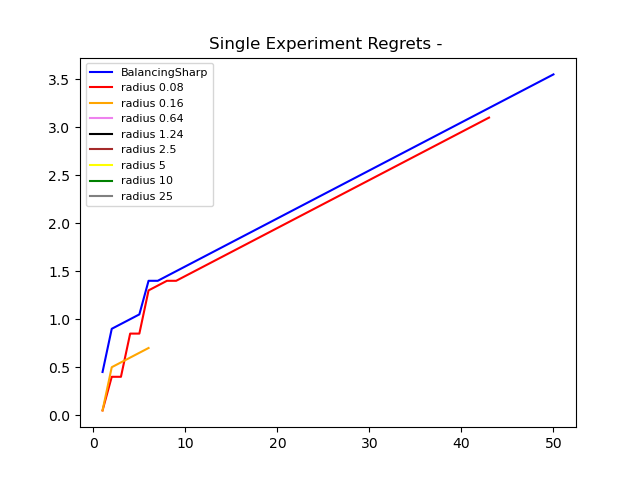 Single Experiment Regrets -
BalancingSharp
radius 0.08
radius 0.16
radius 0.64
radius 1.24
radius 2.5
radius 5
radius 10
radius 25
3.5
3.0
2.5
2.0
1.5
1.0
0.5
0.0
0 10 20 30 40 50